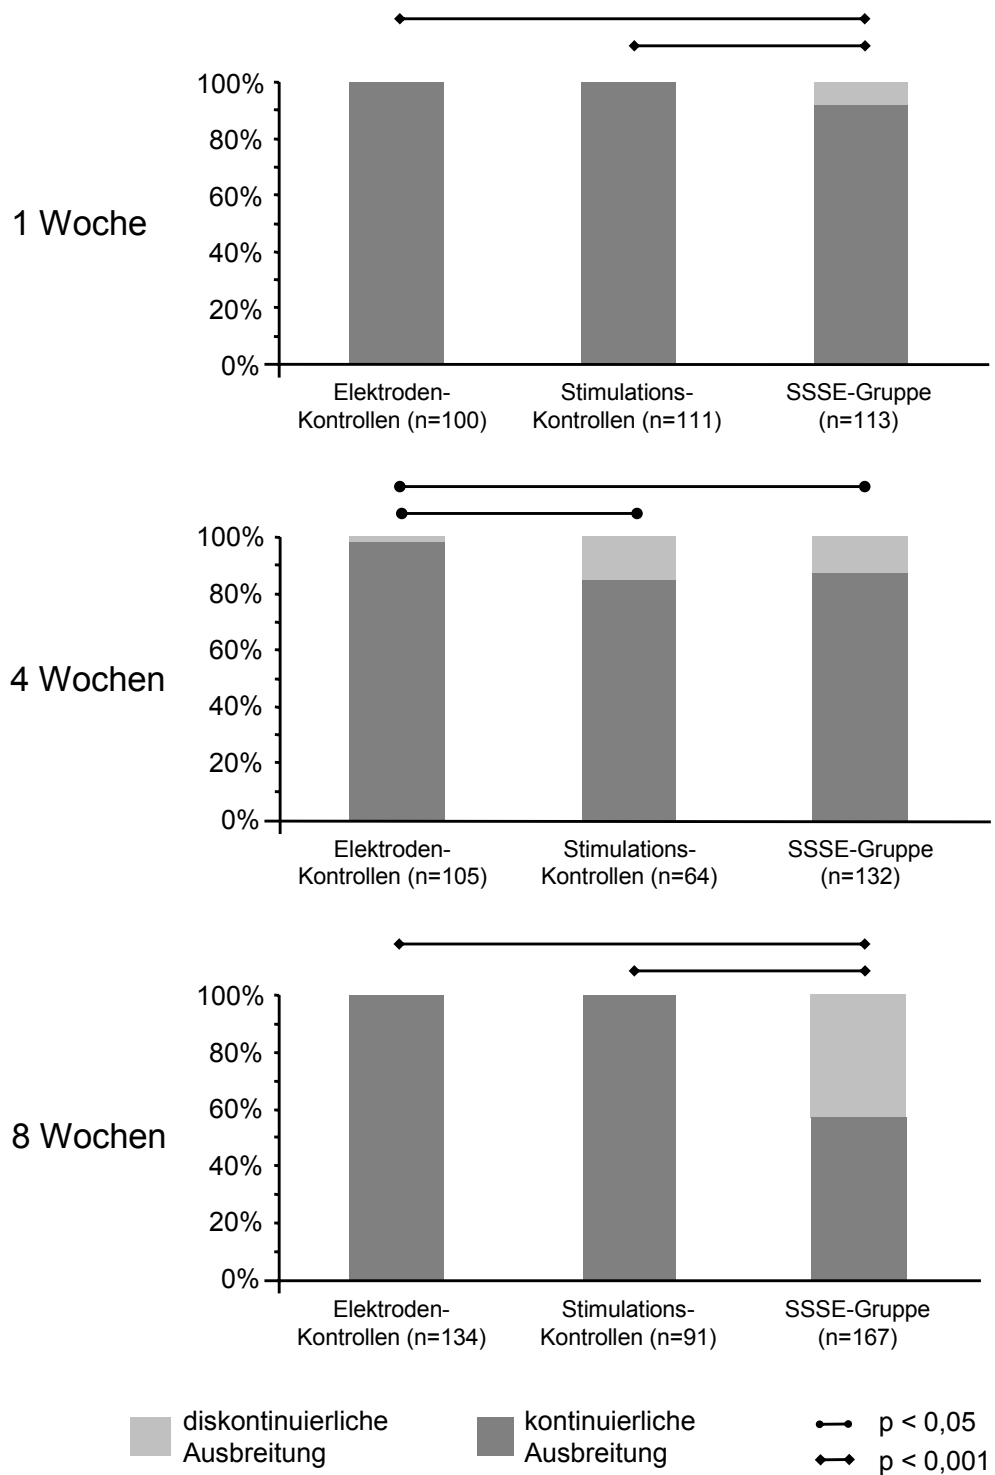 100%
80%
60%
40%
20%
0%
1 Woche
Elektroden-
Kontrollen (n=100)
Stimulations-
Kontrollen (n=111)
SSSE-Gruppe
(n=113)
100%
80%
60%
40%
20%
0%
4 Wochen
Elektroden-
Kontrollen (n=105)
Stimulations-
Kontrollen (n=64)
SSSE-Gruppe
(n=132)
100%
80%
60%
40%
20%
0%
8 Wochen
Elektroden-
Kontrollen (n=134)
Stimulations-
Kontrollen (n=91)
SSSE-Gruppe
(n=167)
diskontinuierliche
Ausbreitung
kontinuierliche
Ausbreitung
p < 0,05
p < 0,001